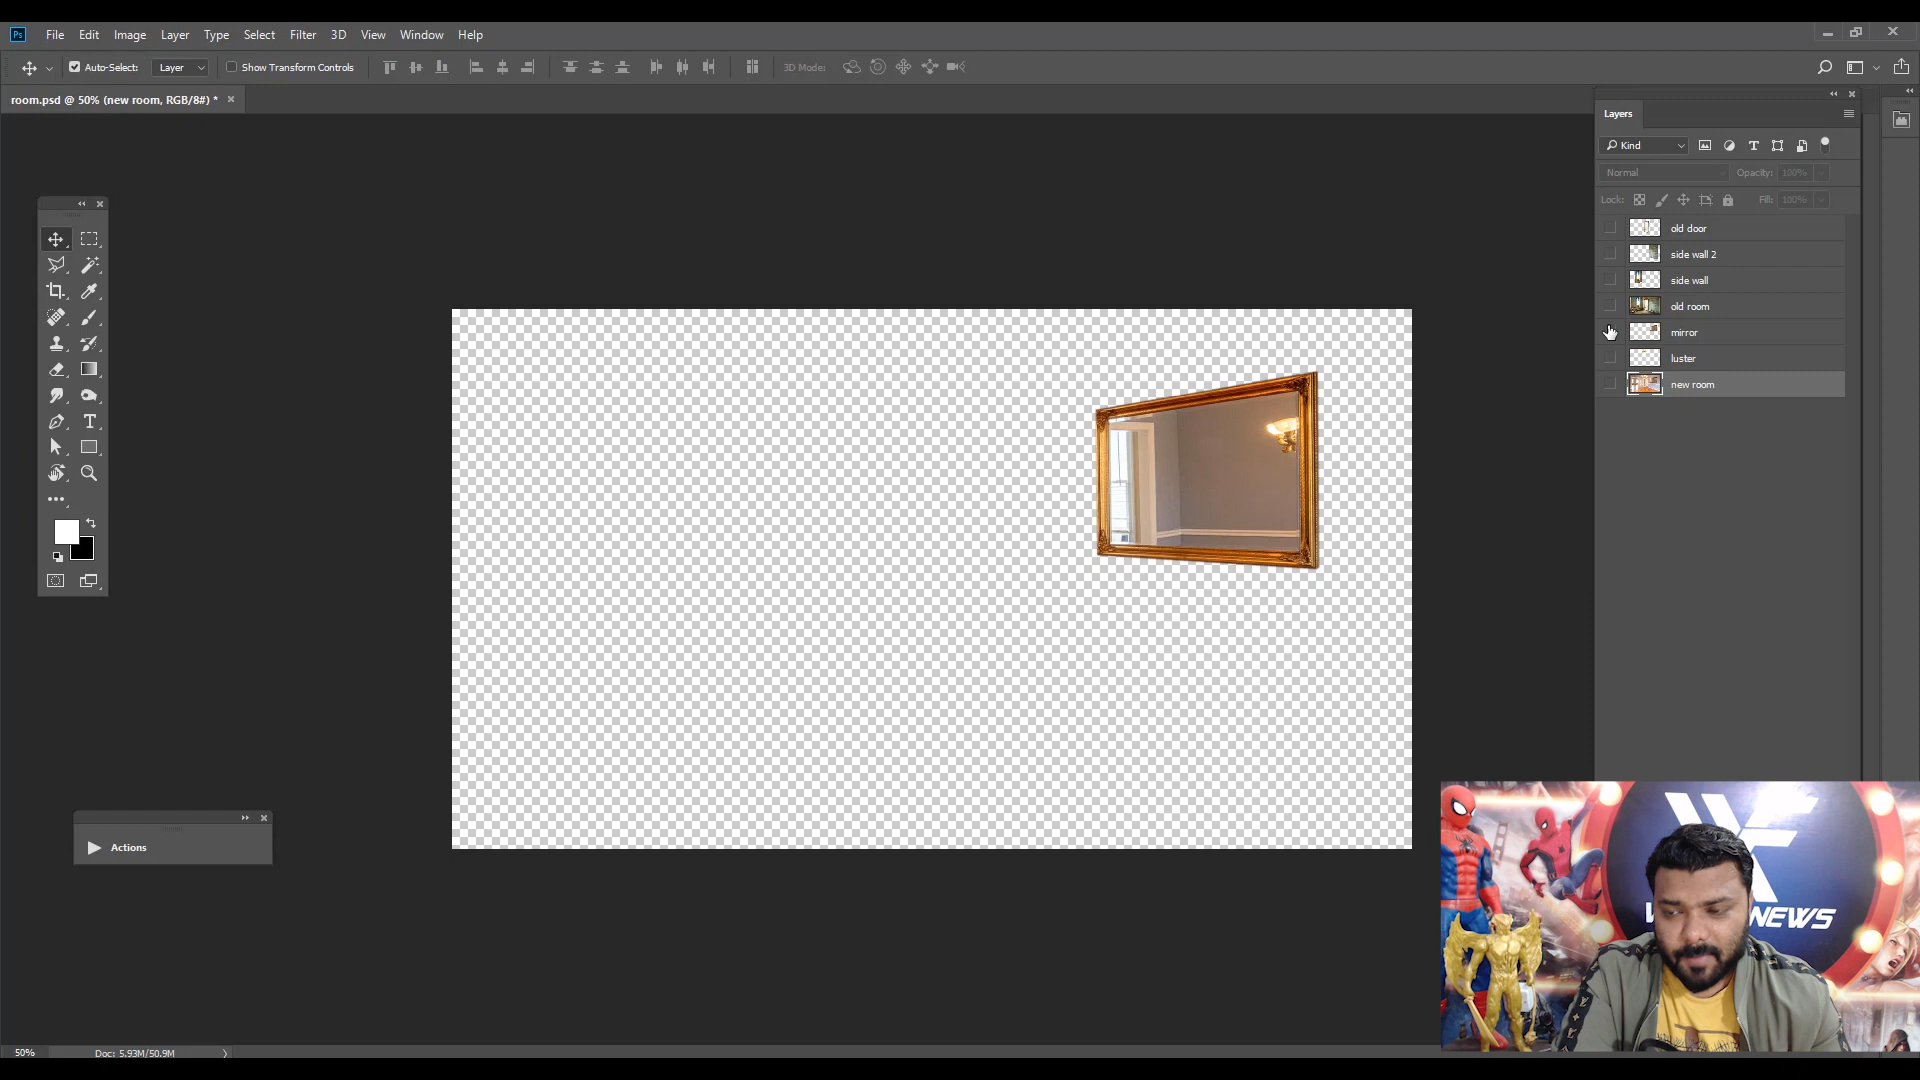 Ps File Edit Image Layer Type Select Filter 3D View Window Help
Auto-Select: Layer Show Transform Controls 3D Mode:
room.psd @ 50% (new room, RGB/8#) *
Layers
Kind
Normal Opacity: 100%
Lock: Fill: 100%
old door
side wall 2
side wall
old room
mirror
luster
new room
T
Actions
NEWS
50% Doc: 5.93M/50.9M